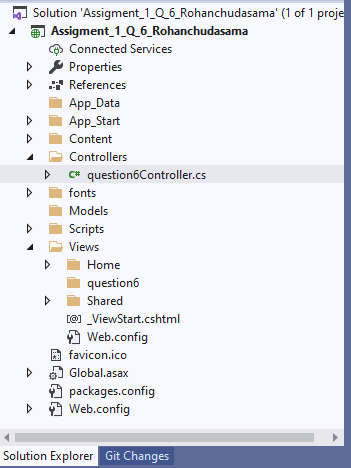 Solution 'Assigment_1_Q_6_Rohanchudasama' (1 of 1 proje
Assigment_1_Q_6_Rohanchudasama
Connected Services
Properties
References
App_Data
App_Start
Content
Controllers
C# question6Controller.cs
fonts
Models
Scripts
Views
Home
question6
Shared
[@] _ViewStart.cshtml
Web.config
favicon.ico
Global.asax
packages.config
Web.config
Solution Explorer Git Changes